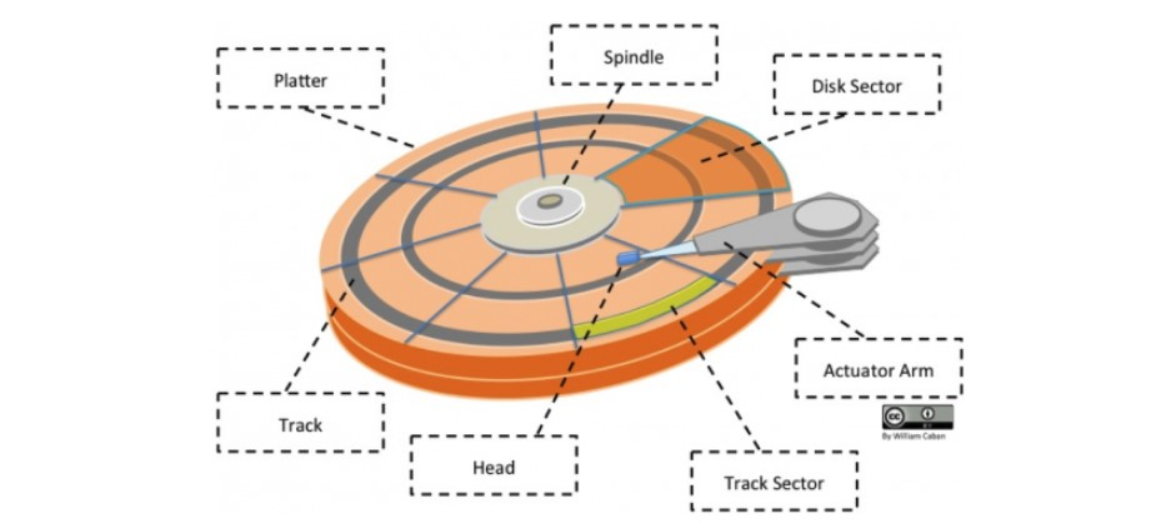 Spindle
Platter
Disk Sector
Actuator Arm
cc
BY
By William Caban
Track
Head
Track Sector